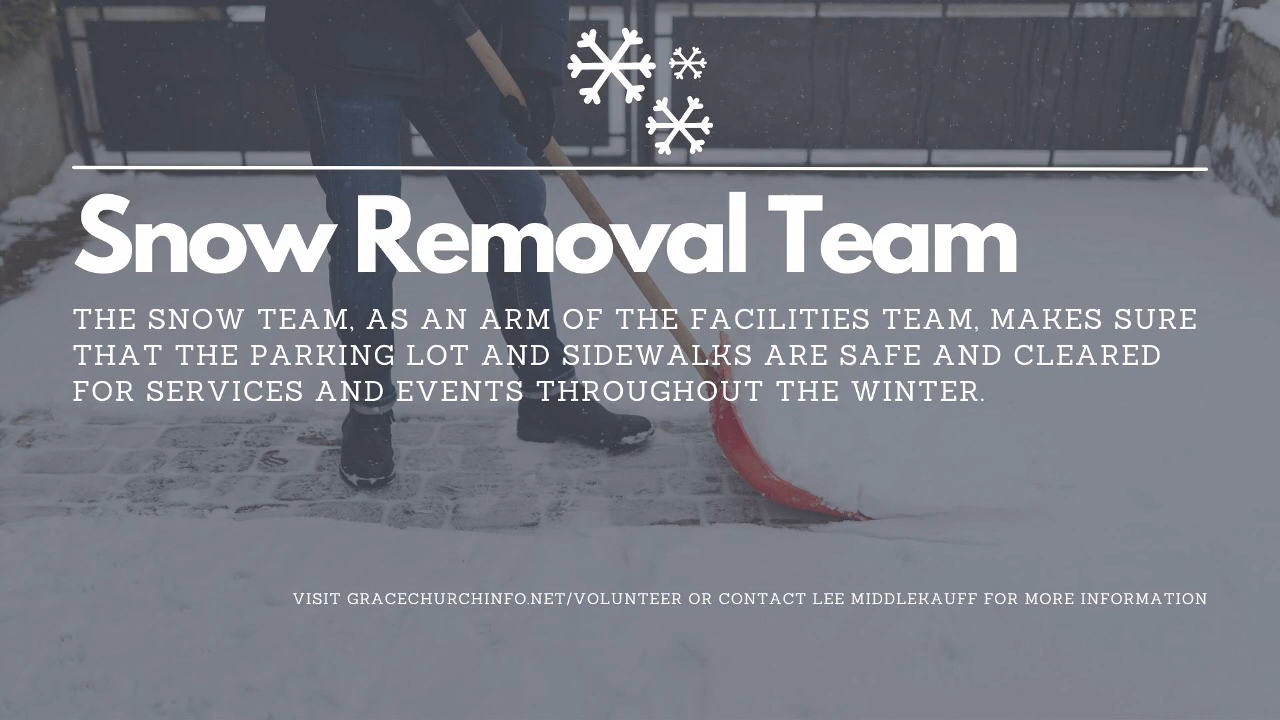 Snow Removal Team
THE SNOW TEAM, AS AN ARM OF THE FACILITIES TEAM, MAKES SURE
THAT THE PARKING LOT AND SIDEWALKS ARE SAFE AND CLEARED
FOR SERVICES AND EVENTS THROUGHOUT THE WINTER.
VISIT GRACECHURCHINFO.NET/VOLUNTEER OR CONTACT LEE MIDDLEKAUFF FOR MORE INFORMATION